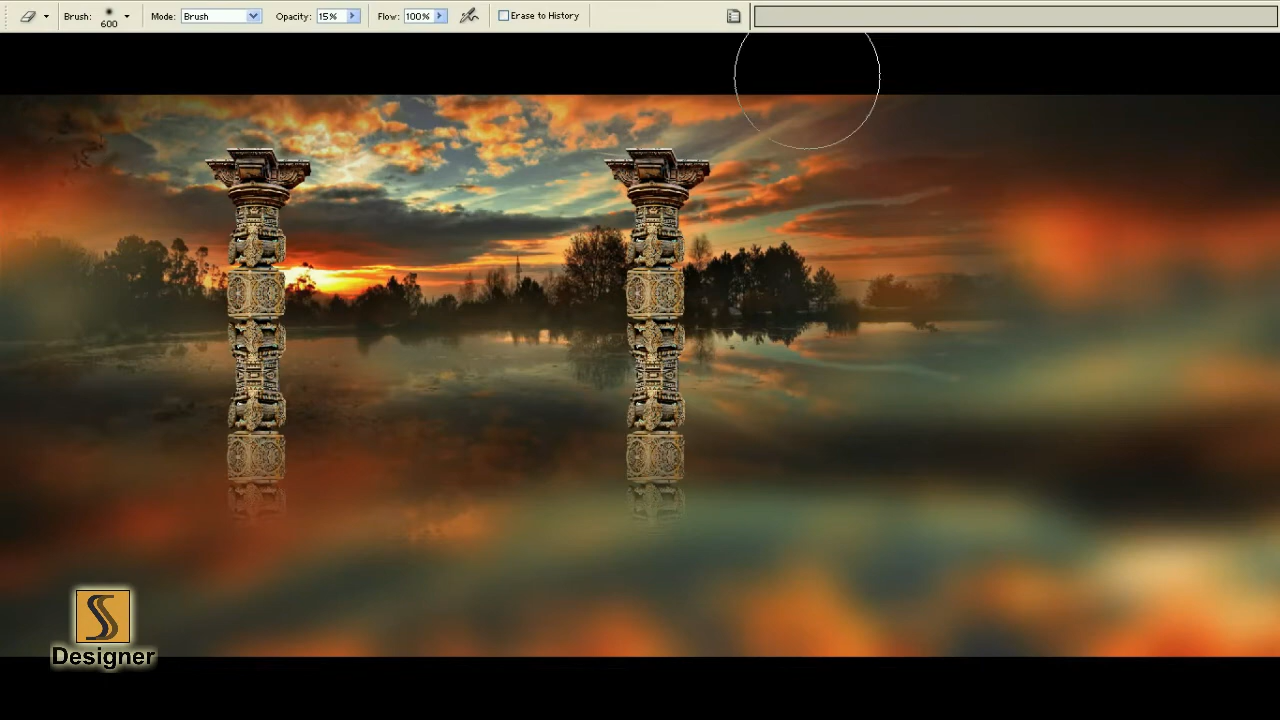 Brush: 600 Mode: Brush Opacity: 15% Flow: 100% Erase to History
S
Designer